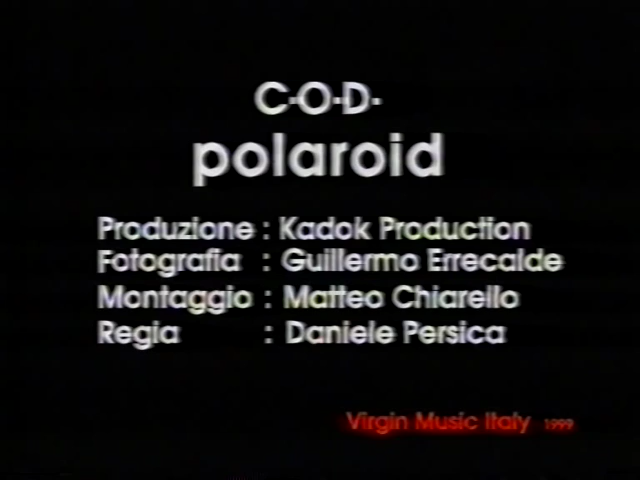 C-O-D-
polaroid
Produzione : Kadok Production
Fotografia : Guillermo Errecalde
Montaggio : Matteo Chiarello
Regia : Daniele Persica
Virgin Music Italy 1999